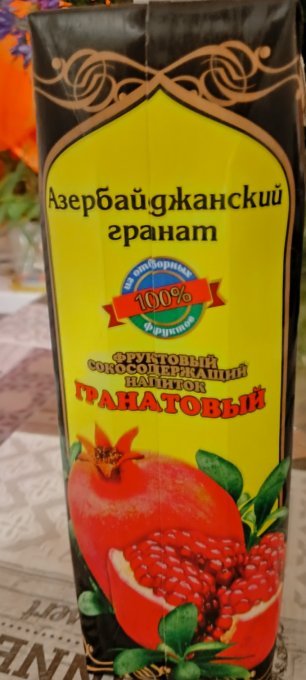 Азербайджанский
гранат
из отборных
100%
фруктов
ФРУКТОВЫЙ
СОКОСОДЕРЖАЩИЙ
НАПИТОК
ГРАНАТОВЫЙ